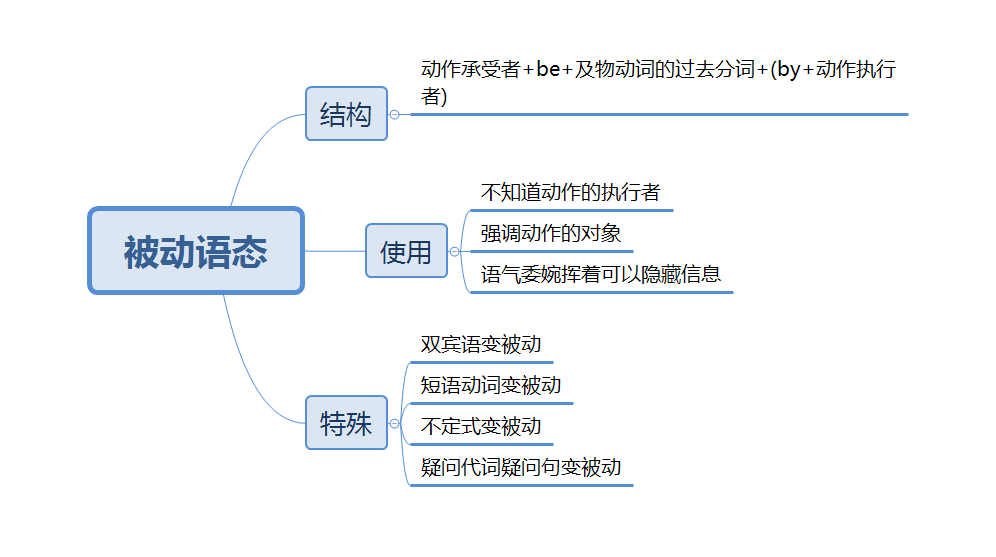 动作承受者+be+及物动词的过去分词+(by+动作执行
者)
结构
不知道动作的执行者
强调动作的对象
被动语态
使用
语气委婉挥着可以隐藏信息
双宾语变被动
短语动词变被动
特殊
不定式变被动
疑问代词疑问句变被动